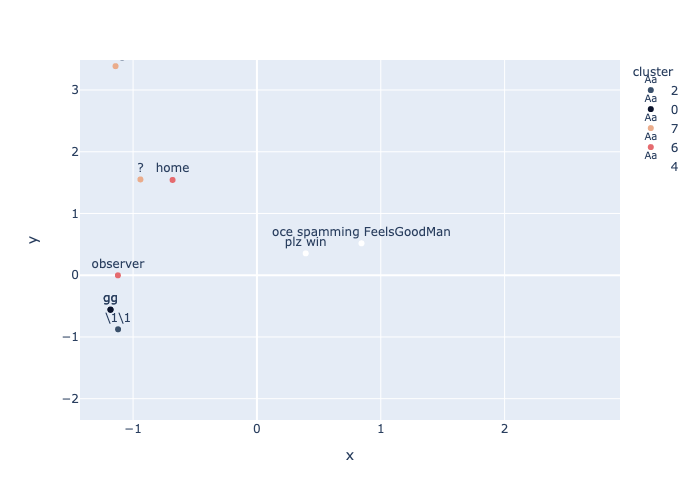 cluster
Aa
2
Aa
0
Aa
7
Aa
6
Aa
4
3
2
1
0
−1
−2
y
? home
oce spamming FeelsGoodMan
plz win
observer
gg
\1\1
−1 0 1 2
x